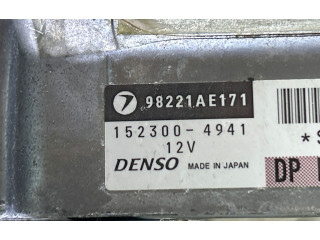 98221AE171
152300-4941
12V
DENSO MADE IN JAPAN
*S
DP